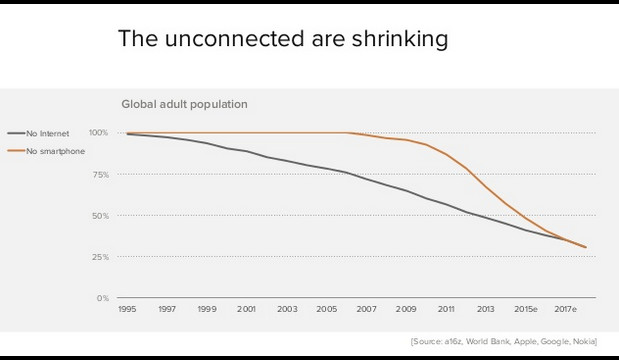 The unconnected are shrinking
Global adult population
No Internet
No smartphone
100%
75%
50%
25%
0%
1995 1997 1999 2001 2003 2005 2007 2009 2011 2013 2015e 2017e
[Source: a16z, World Bank, Apple, Google, Nokia]